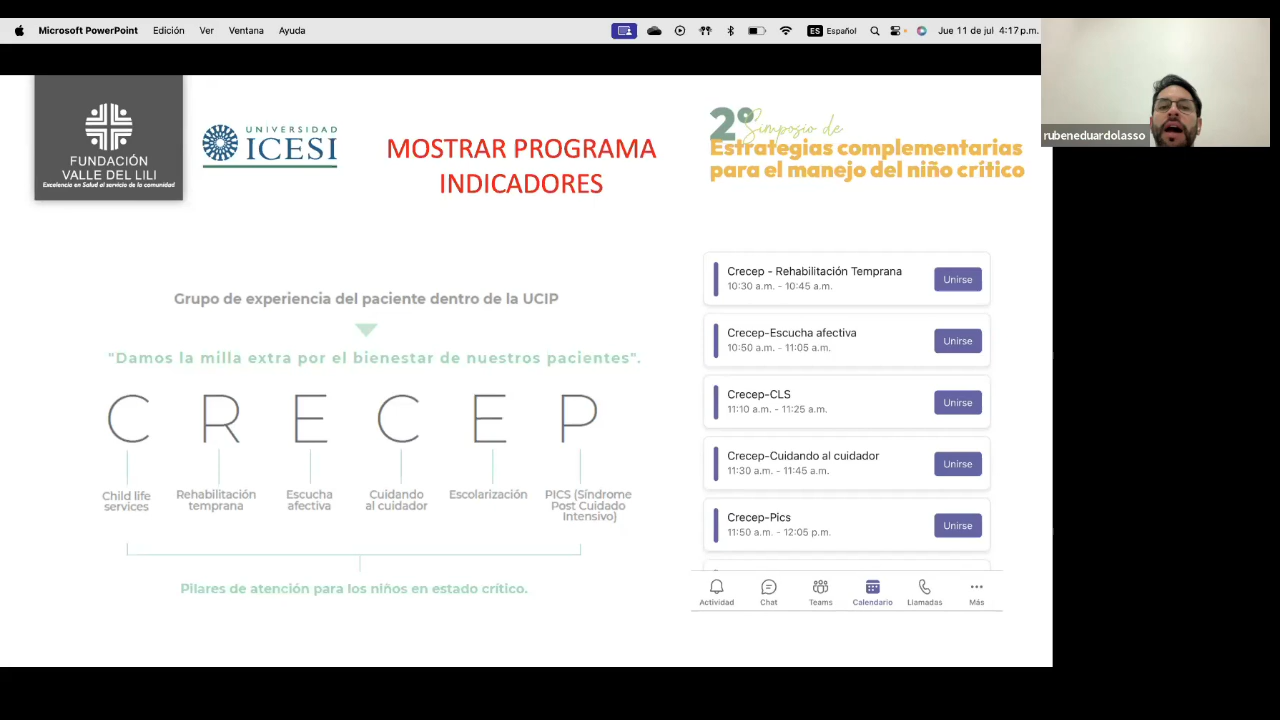 Microsoft PowerPoint Edición Ver Ventana Ayuda
ES Español Jue 11 de jul 4:17 p.m.
rubeneduardolasso
FUNDACIÓN
VALLE DEL LILI
Excelencia en Salud al servicio de la comunidad
UNIVERSIDAD
ICESI
MOSTRAR PROGRAMA
INDICADORES
2º Simposio de
Estrategias complementarias
para el manejo del niño crítico
Grupo de experiencia del paciente dentro de la UCIP
"Damos la milla extra por el bienestar de nuestros pacientes".
C R E C E P
Child life
services
Rehabilitación
temprana
Escucha
afectiva
Cuidando
al cuidador
Escolarización
PICS (Síndrome
Post Cuidado
Intensivo)
Pilares de atención para los niños en estado crítico.
Crecep - Rehabilitación Temprana
10:30 a.m. - 10:45 a.m.
Unirse
Crecep-Escucha afectiva
10:50 a.m. - 11:05 a.m.
Unirse
Crecep-CLS
11:10 a.m. - 11:25 a.m.
Unirse
Crecep-Cuidando al cuidador
11:30 a.m. - 11:45 a.m.
Unirse
Crecep-Pics
11:50 a.m. - 12:05 p.m.
Unirse
Actividad Chat Teams Calendario Llamadas Más